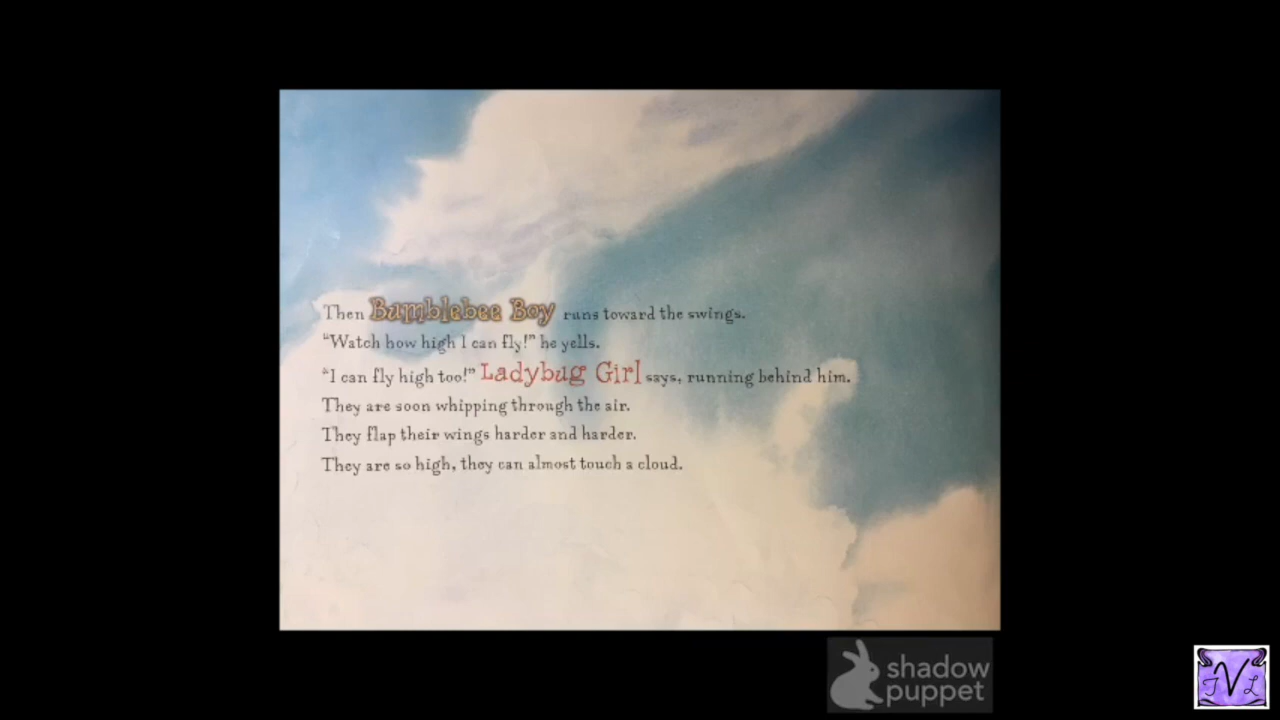 Then Bumblebee Boy runs toward the swings.
“Watch how high I can fly!” he yells.
“I can fly high too!” Ladybug Girl says, running behind him.
They are soon whipping through the air.
They flap their wings harder and harder.
They are so high, they can almost touch a cloud.
shadow
puppet
TVL